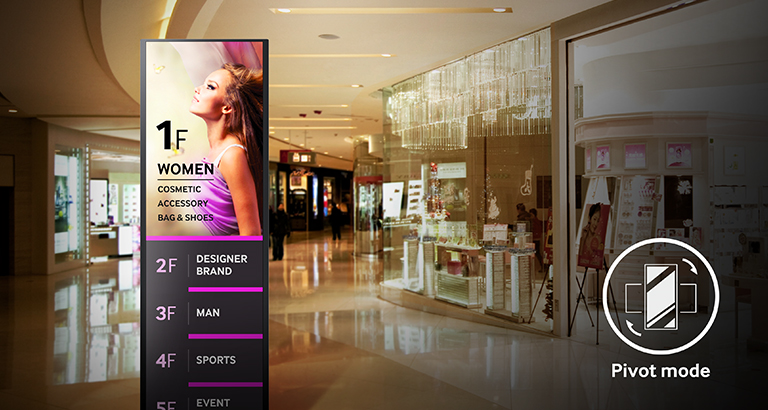 1F
WOMEN
COSMETIC
ACCESSORY
BAG & SHOES
2F
DESIGNER
BRAND
3F
MAN
4F
SPORTS
5F
EVENT
Pivot mode